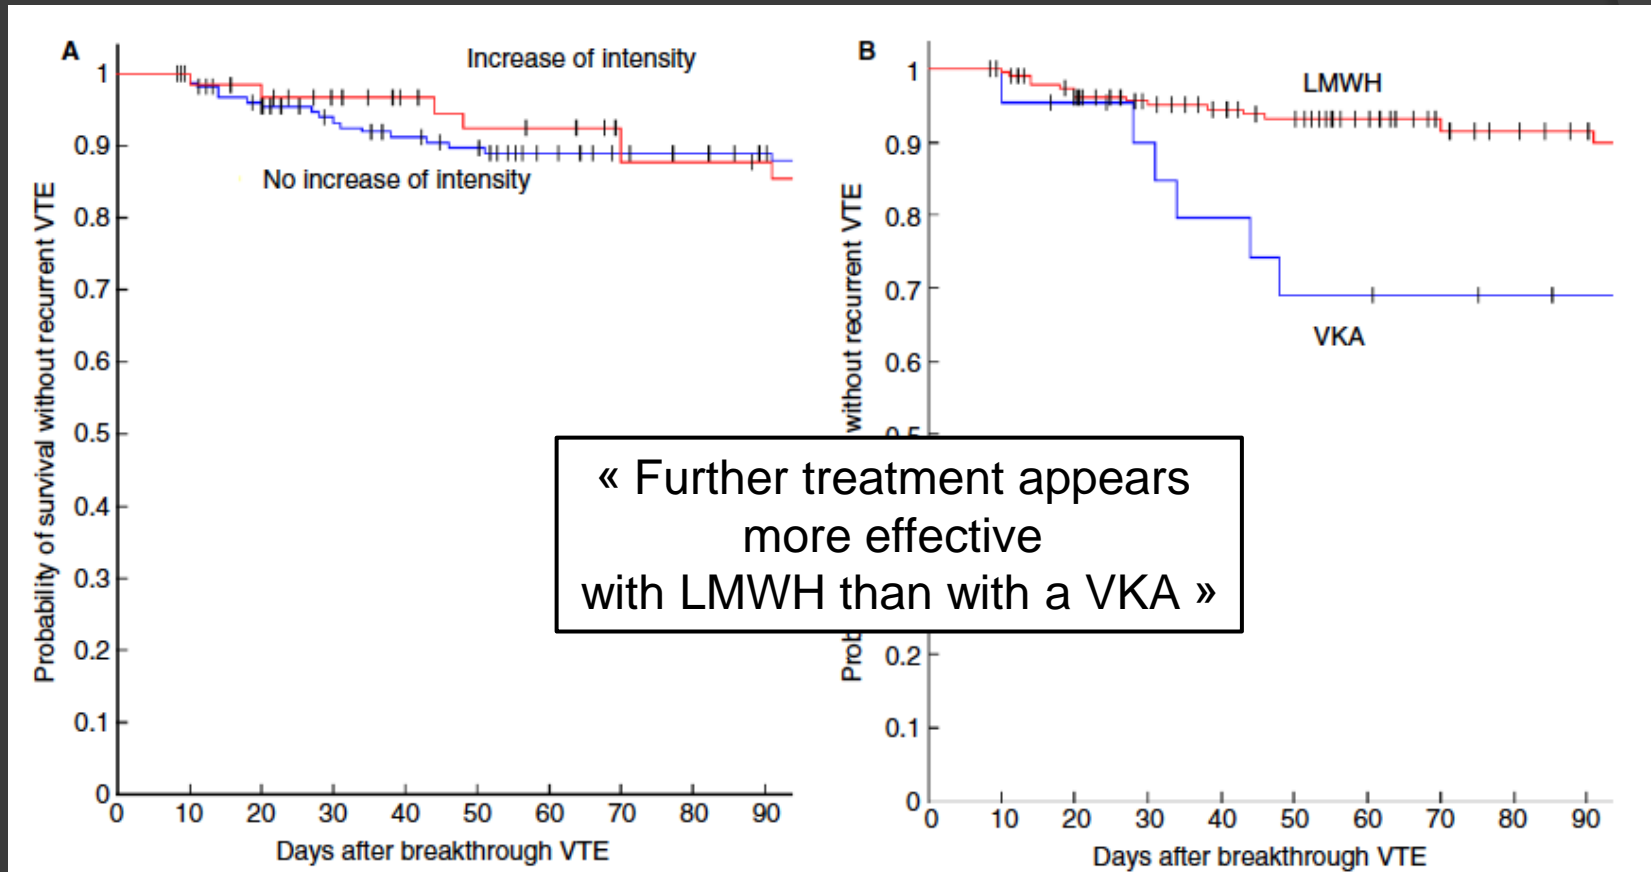 A
Increase of intensity
No increase of intensity
Probability of survival without recurrent VTE
1
0.9
0.8
0.7
0.6
0.5
0.4
0.3
0.2
0.1
0
0 10 20 30 40 50 60 70 80 90
Days after breakthrough VTE
B
LMWH
VKA
without recurrent VTE
1
0.9
0.8
0.7
0.6
0.2
0.1
0
0 10 20 30 40 50 60 70 80 90
Days after breakthrough VTE
« Further treatment appears
more effective
with LMWH than with a VKA »